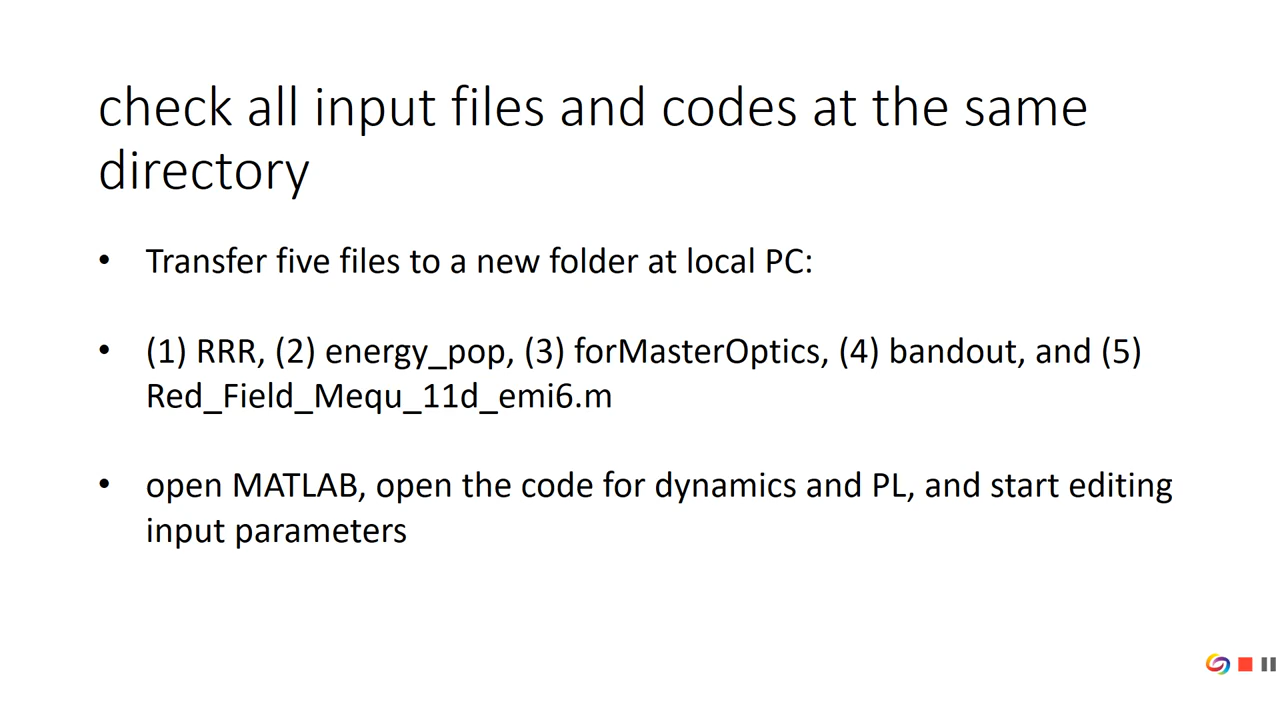 check all input files and codes at the same
directory
• Transfer five files to a new folder at local PC:
• (1) RRR, (2) energy_pop, (3) forMasterOptics, (4) bandout, and (5)
Red_Field_Mequ_11d_emi6.m
• open MATLAB, open the code for dynamics and PL, and start editing
input parameters